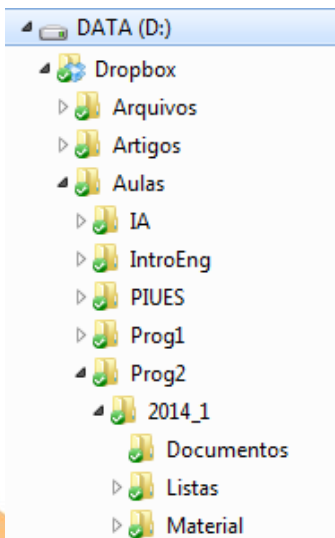 DATA (D:)
Dropbox
Arquivos
Artigos
Aulas
IA
IntroEng
PIUES
Prog1
Prog2
2014_1
Documentos
Listas
Material